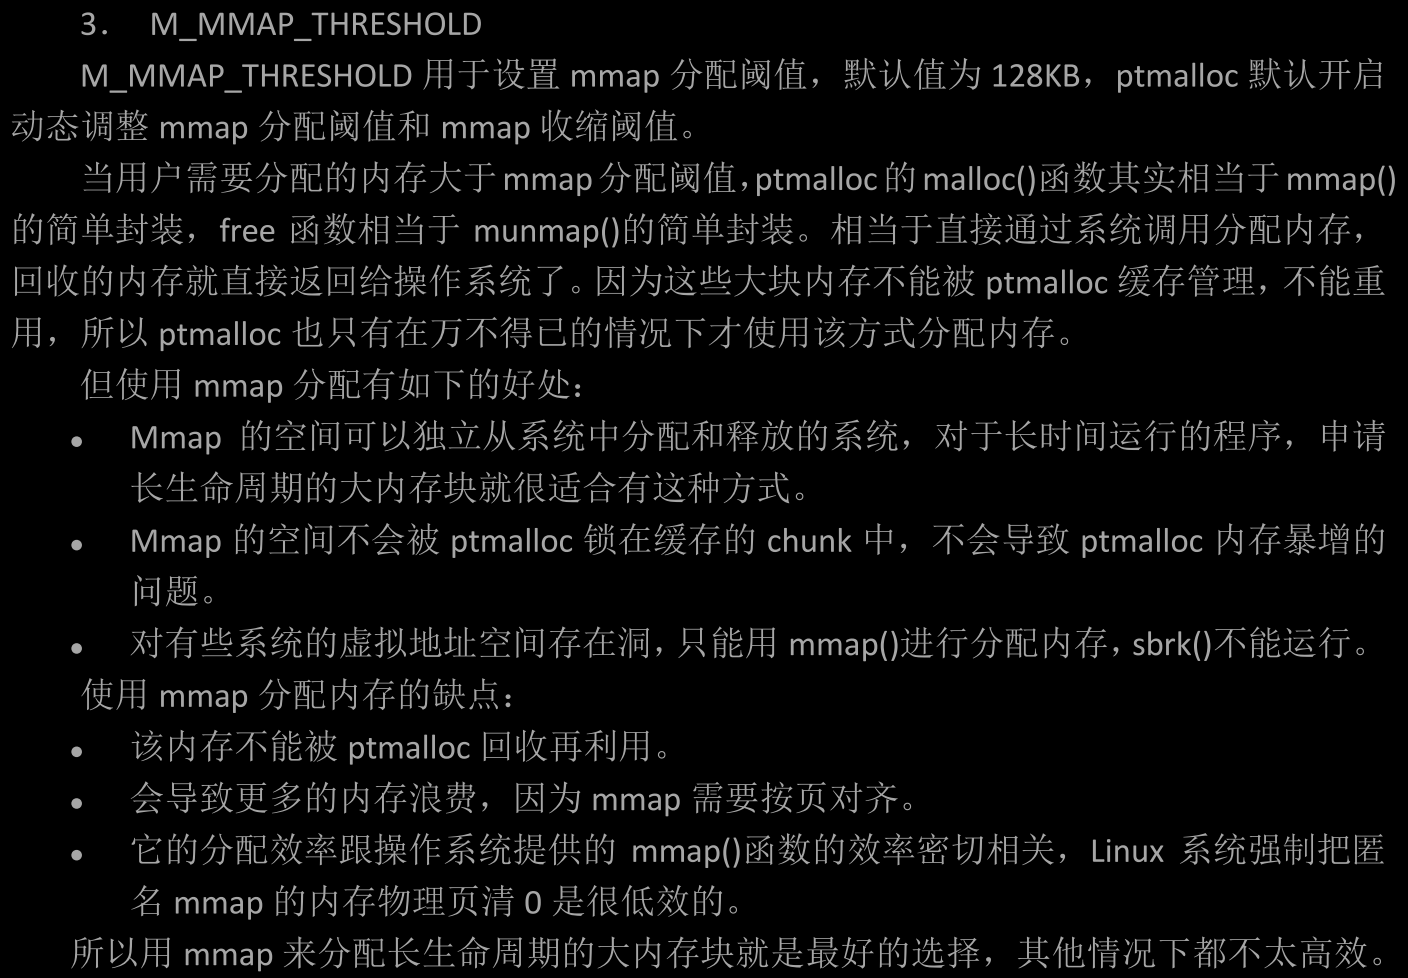 3． M_MMAP_THRESHOLD
M_MMAP_THRESHOLD 用于设置 mmap 分配阈值，默认值为 128KB，ptmalloc 默认开启
动态调整 mmap 分配阈值和 mmap 收缩阈值。
当用户需要分配的内存大于 mmap 分配阈值，ptmalloc 的 malloc()函数其实相当于 mmap()
的简单封装，free 函数相当于 munmap()的简单封装。相当于直接通过系统调用分配内存，
回收的内存就直接返回给操作系统了。因为这些大块内存不能被 ptmalloc 缓存管理，不能重
用，所以 ptmalloc 也只有在万不得已的情况下才使用该方式分配内存。
但使用 mmap 分配有如下的好处：
● Mmap 的空间可以独立从系统中分配和释放的系统，对于长时间运行的程序，申请
长生命周期的大内存块就很适合有这种方式。
● Mmap 的空间不会被 ptmalloc 锁在缓存的 chunk 中，不会导致 ptmalloc 内存暴增的
问题。
● 对有些系统的虚拟地址空间存在洞，只能用 mmap()进行分配内存，sbrk()不能运行。
使用 mmap 分配内存的缺点：
● 该内存不能被 ptmalloc 回收再利用。
● 会导致更多的内存浪费，因为 mmap 需要按页对齐。
● 它的分配效率跟操作系统提供的 mmap()函数的效率密切相关，Linux 系统强制把匿
名 mmap 的内存物理页清 0 是很低效的。
所以用 mmap 来分配长生命周期的大内存块就是最好的选择，其他情况下都不太高效。